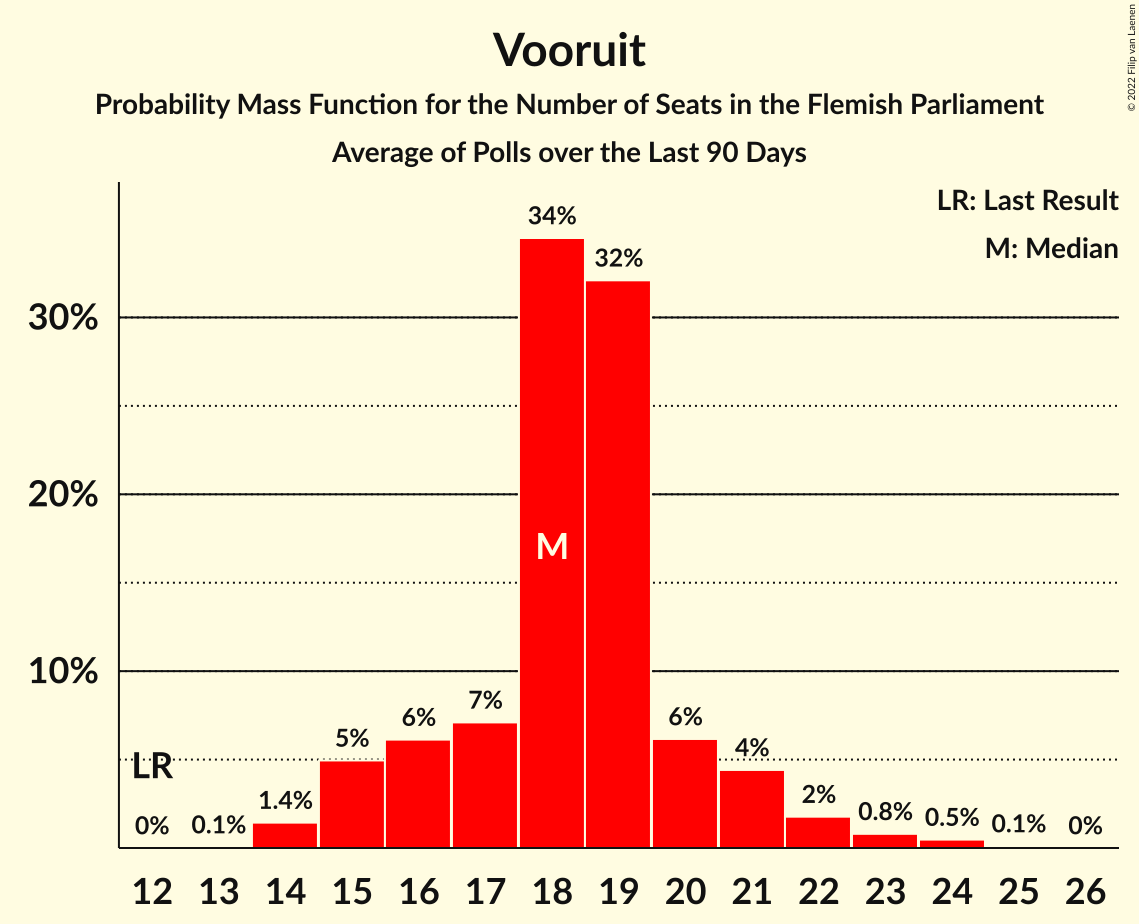 Vooruit
Probability Mass Function for the Number of Seats in the Flemish Parliament
Average of Polls over the Last 90 Days
© 2022 Filip van Laenen
LR: Last Result
M: Median
34%
32%
30%
20%
M
10%
7%
6%
6%
5%
4%
LR
2%
1.4%
0.8%
0.5%
0%
0.1%
0.1%
0%
12 13 14 15 16 17 18 19 20 21 22 23 24 25 26